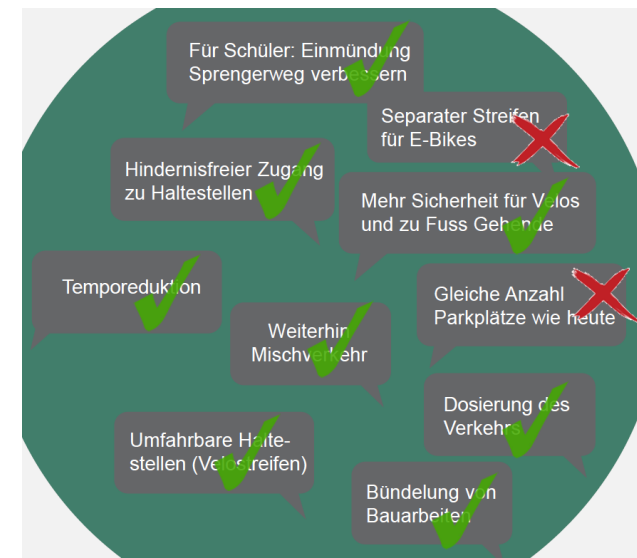 Für Schüler: Einmündung
Sprengerweg verbessern
Separater Streifen
für E-Bikes
Hindernisfreier Zugang
zu Haltestellen
Mehr Sicherheit für Velos
und zu Fuss Gehende
Temporeduktion
Gleiche Anzahl
Parkplätze wie heute
Weiterhin
Mischverkehr
Dosierung des
Verkehrs
Umfahrbare Halte-
stellen (Velostreifen)
Bündelung von
Bauarbeiten